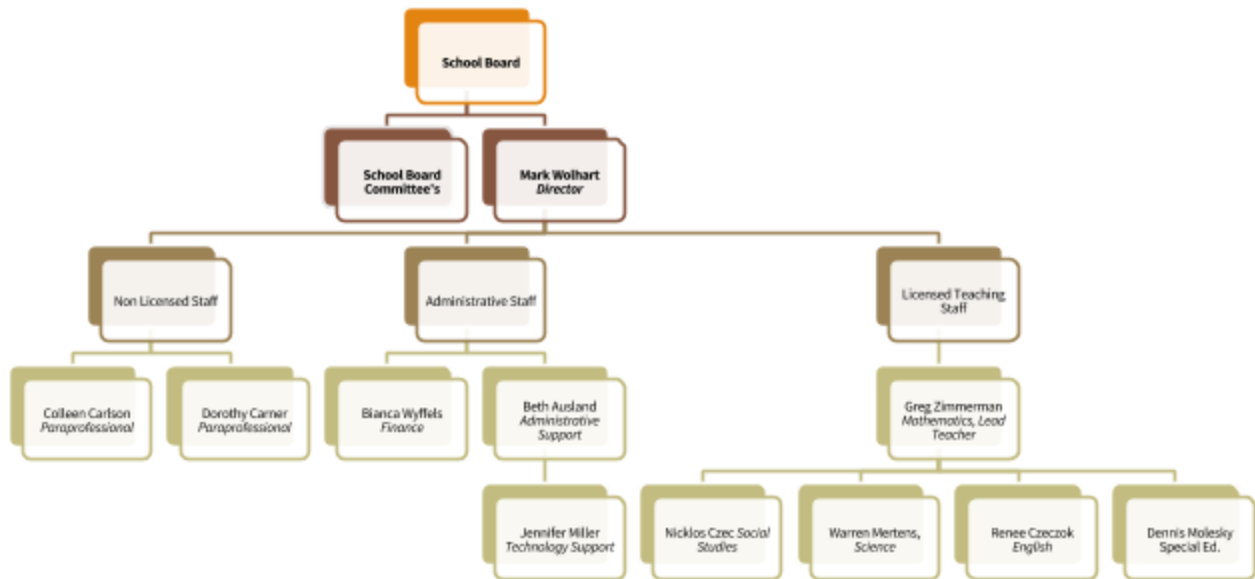 School Board
School Board
Committee's
Mark Wolhart
Director
Non Licensed Staff
Administrative Staff
Licensed Teaching
Staff
Colleen Carlson
Paraprofessional
Dorothy Carner
Paraprofessional
Bianca Wyffels
Finance
Beth Ausland
Administrative
Support
Greg Zimmerman
Mathematics, Lead
Teacher
Jennifer Miller
Technology Support
Nicklos Czec Social
Studies
Warren Mertens,
Science
Renee Czeczok
English
Dennis Molesky
Special Ed.